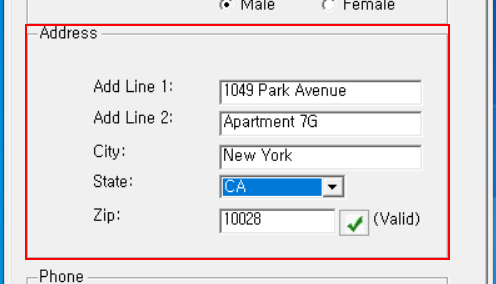 Male Female
Address
Add Line 1: 1049 Park Avenue
Add Line 2: Apartment 7G
City: New York
State: CA
Zip: 10028 (Valid)
Phone